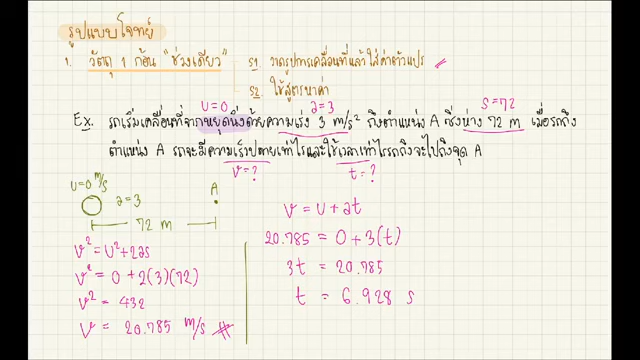 รูปแบบโจทย์
1. วัตถุ 1 ก้อน "ช่วงเดียว" s1 วาดรูปการเคลื่อนที่แล้วใส่ค่าตัวแปร
s2 ใช้สูตรหาค่า
u=0 a=3 s=72
Ex. รถเริ่มเคลื่อนที่จากหยุดนิ่งด้วยความเร่ง 3 m/s² ถึงตำแหน่ง A ซึ่งห่าง 72 m เมื่อรถถึง
ตำแหน่ง A รถจะมีความเร็วปลายเท่าไรและใช้เวลาเท่าไรรถถึงจะไปถึงจุด A
v=? t=?
u=0 m/s a=3 A
72 m
v² = u²+2as
v² = 0+2(3)(72)
v² = 432
v = 20.785 m/s
v = u+at
20.785 = 0+3(t)
3t = 20.785
t = 6.928 s